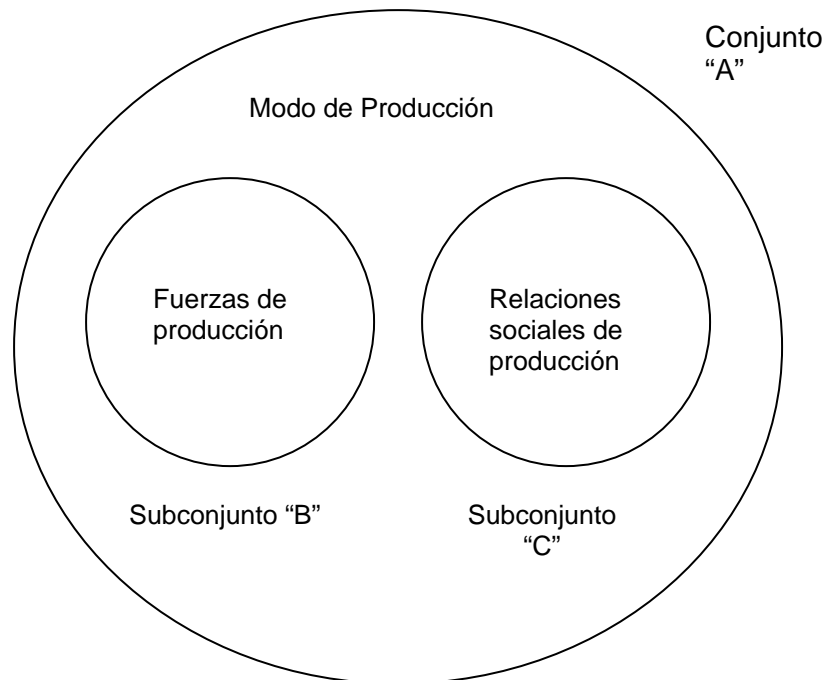 Conjunto
“A”
Modo de Producción
Fuerzas de
producción
Relaciones
sociales de
producción
Subconjunto “B”
Subconjunto
“C”